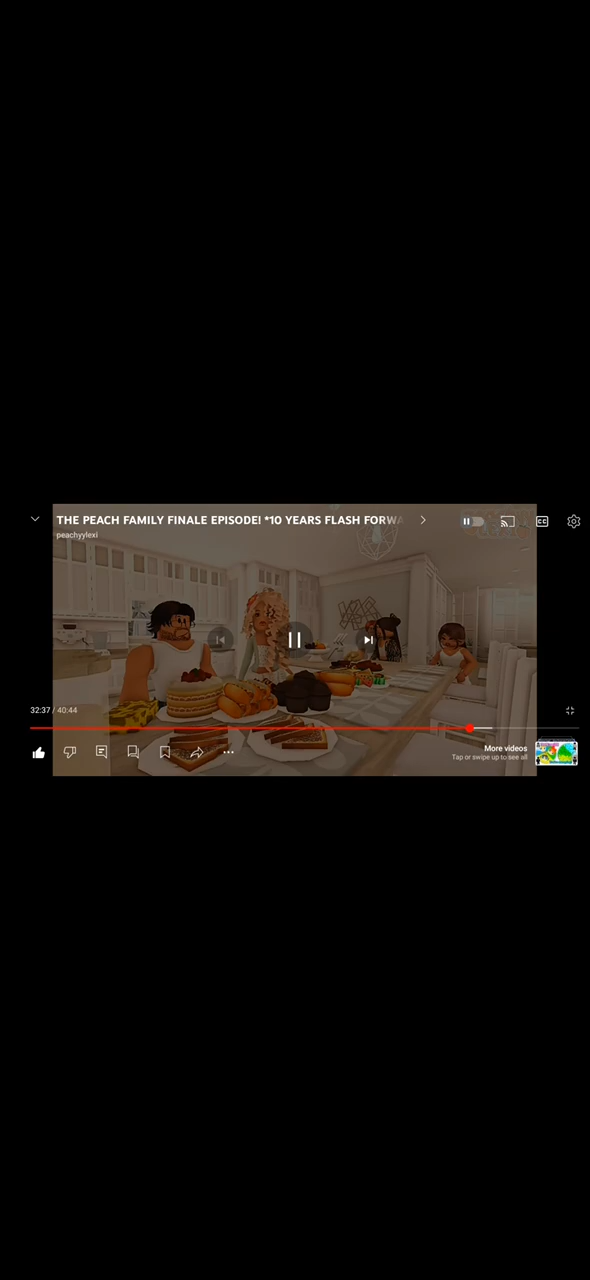 THE PEACH FAMILY FINALE EPISODE! *10 YEARS FLASH FORWA
peachyylexi
CC
32:37 / 40:44
More videos
Tap or swipe up to see all